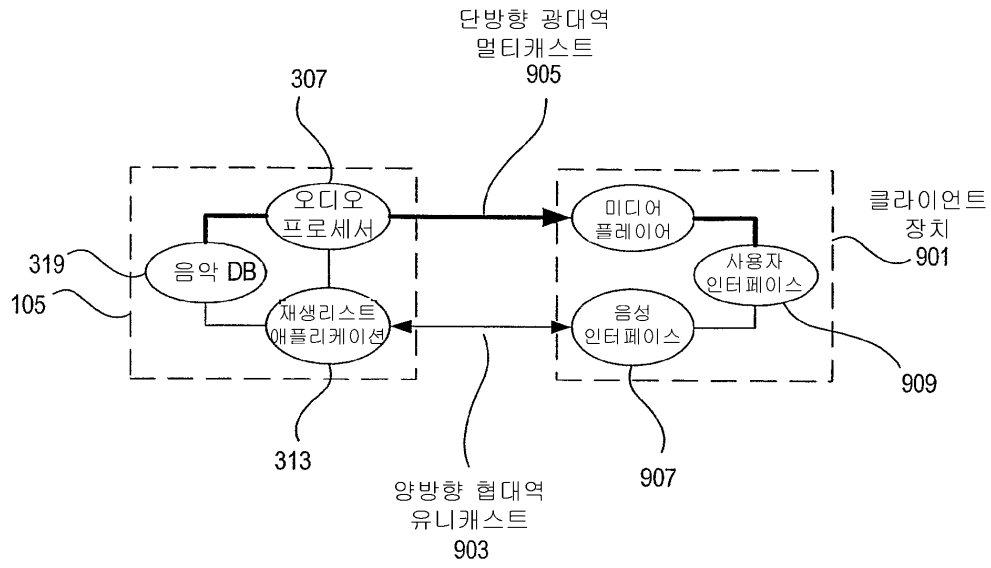 단방향 광대역
멀티캐스트
905
307
오디오
프로세서
미디어
플레이어
클라이언트
장치
901
319
음악 DB
사용자
인터페이스
105
재생리스트
애플리케이션
음성
인터페이스
909
313
907
양방향 협대역
유니캐스트
903